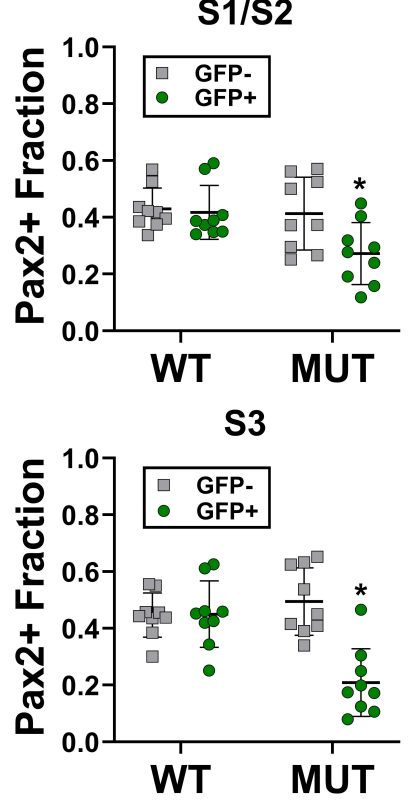 S1/S2
Pax2+ Fraction
1.0
0.8
0.6
0.4
0.2
0.0
GFP-
GFP+
*
WT MUT
S3
Pax2+ Fraction
1.0
0.8
0.6
0.4
0.2
0.0
GFP-
GFP+
*
WT MUT